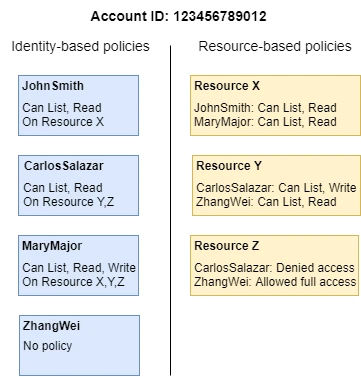 Account ID: 123456789012
Identity-based policies
JohnSmith
Can List, Read
On Resource X
CarlosSalazar
Can List, Read
On Resource Y,Z
MaryMajor
Can List, Read, Write
On Resource X,Y,Z
ZhangWei
No policy
Resource-based policies
Resource X
JohnSmith: Can List, Read
MaryMajor: Can List, Read
Resource Y
CarlosSalazar: Can List, Write
ZhangWei: Can List, Read
Resource Z
CarlosSalazar: Denied access
ZhangWei: Allowed full access